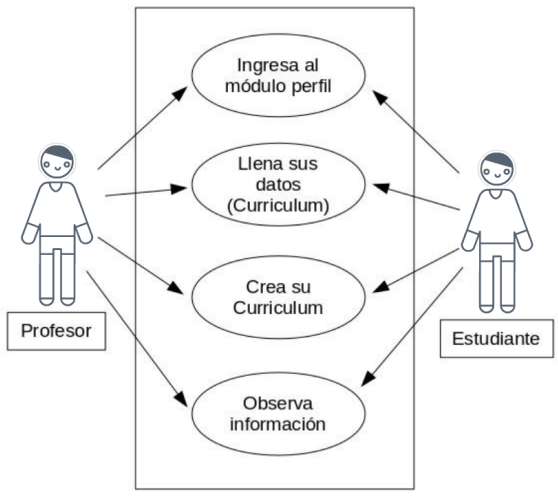 Ingresa al
módulo perfil
Llena sus
datos
(Curriculum)
Crea su
Curriculum
Profesor
Estudiante
Observa
información